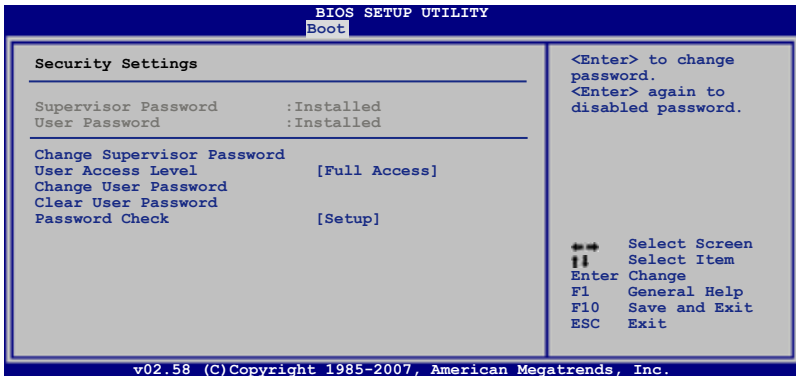 BIOS SETUP UTILITY
Boot
Security Settings
Supervisor Password :Installed
User Password :Installed
Change Supervisor Password
User Access Level [Full Access]
Change User Password
Clear User Password
Password Check [Setup]
<Enter> to change
password.
<Enter> again to
disabled password.
Select Screen
Select Item
Enter Change
F1 General Help
F10 Save and Exit
ESC Exit
v02.58 (C)Copyright 1985-2007, American Megatrends, Inc.